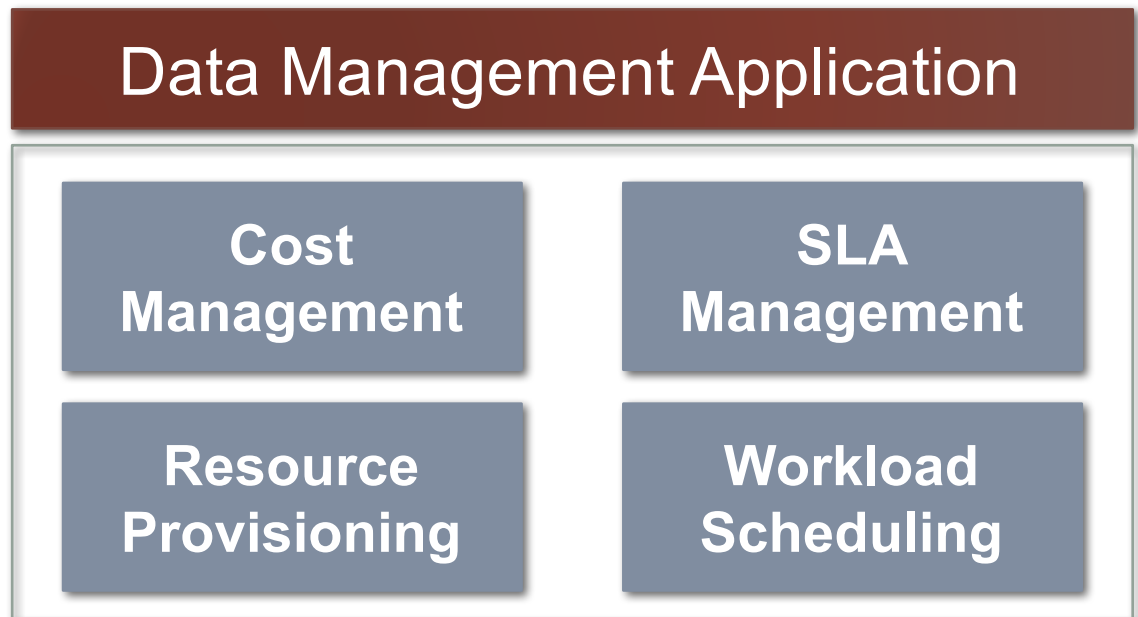 Data Management Application
Cost
Management
SLA
Management
Resource
Provisioning
Workload
Scheduling